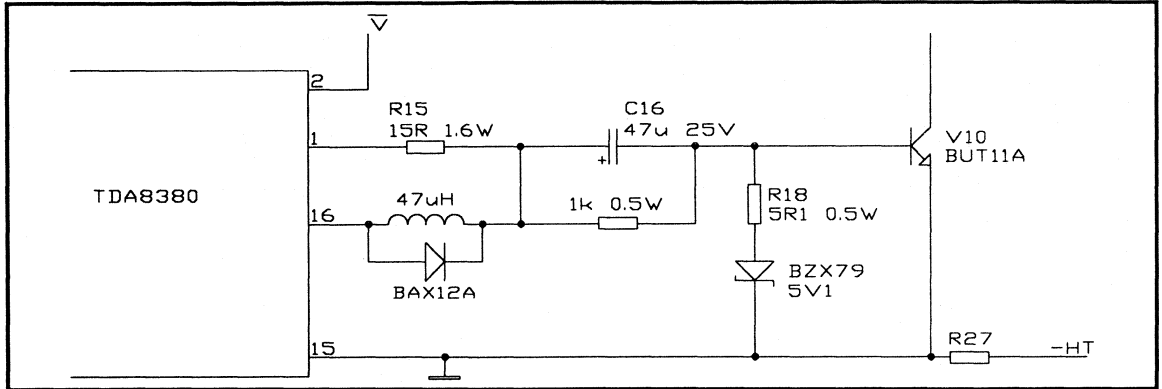 V
2
R15
15R 1.6W
C16
47u 25V
1
V10
BUT11A
TDA8380
R18
5R1 0.5W
47uH
1k 0.5W
16
BZX79
5V1
BAX12A
15
R27
-HT